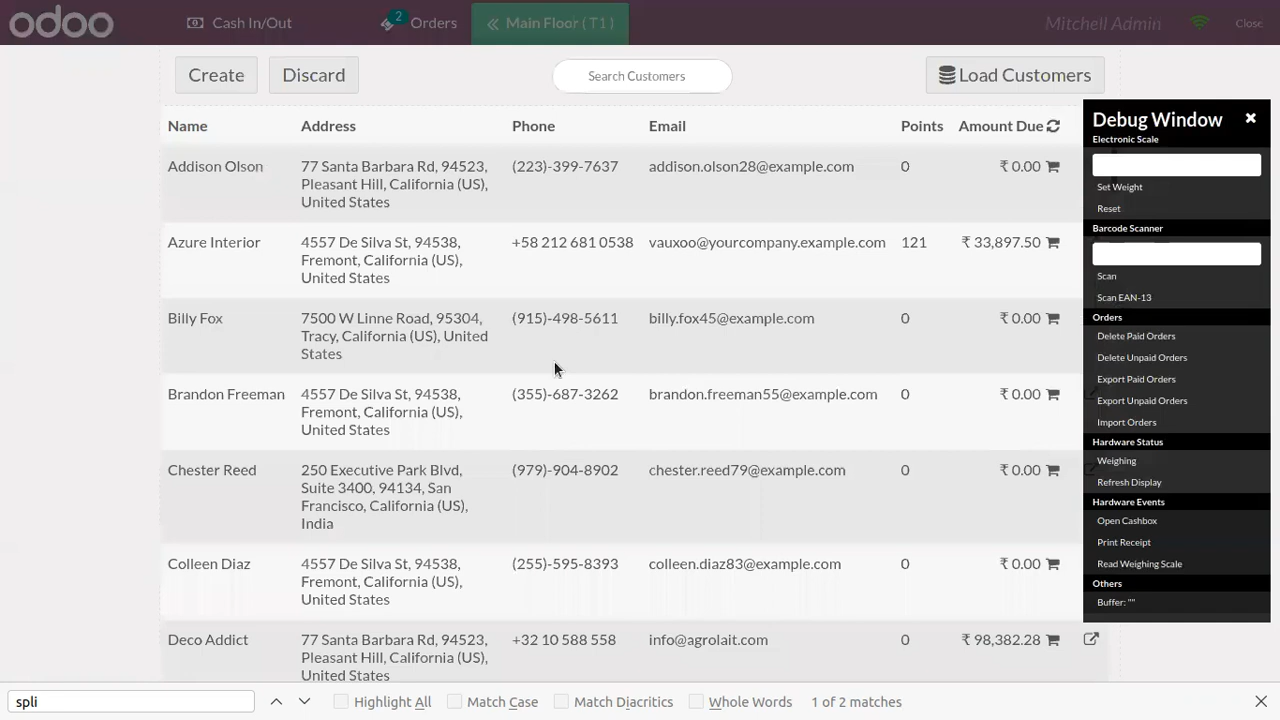 odoo Cash In/Out 2 Orders Main Floor ( T1 ) Mitchell Admin Close
Create Discard Search Customers Load Customers
Name Address Phone Email Points Amount Due
Addison Olson 77 Santa Barbara Rd, 94523, (223)-399-7637 addison.olson28@example.com 0 ₹ 0.00
Pleasant Hill, California (US),
United States
Azure Interior 4557 De Silva St, 94538, +58 212 681 0538 vauxoo@yourcompany.example.com 121 ₹ 33,897.50
Fremont, California (US),
United States
Billy Fox 7500 W Linne Road, 95304, (915)-498-5611 billy.fox45@example.com 0 ₹ 0.00
Tracy, California (US), United
States
Brandon Freeman 4557 De Silva St, 94538, (355)-687-3262 brandon.freeman55@example.com 0 ₹ 0.00
Fremont, California (US),
United States
Chester Reed 250 Executive Park Blvd, (979)-904-8902 chester.reed79@example.com 0 ₹ 0.00
Suite 3400, 94134, San
Francisco, California (US),
India
Colleen Diaz 4557 De Silva St, 94538, (255)-595-8393 colleen.diaz83@example.com 0 ₹ 0.00
Fremont, California (US),
United States
Deco Addict 77 Santa Barbara Rd, 94523, +32 10 588 558 info@agrolait.com 0 ₹ 98,382.28
Pleasant Hill, California (US),
United States
Debug Window
Electronic Scale
Set Weight
Reset
Barcode Scanner
Scan
Scan EAN-13
Orders
Delete Paid Orders
Delete Unpaid Orders
Export Paid Orders
Export Unpaid Orders
Import Orders
Hardware Status
Weighing
Refresh Display
Hardware Events
Open Cashbox
Print Receipt
Read Weighing Scale
Others
Buffer: ""
spli Highlight All Match Case Match Diacritics Whole Words 1 of 2 matches